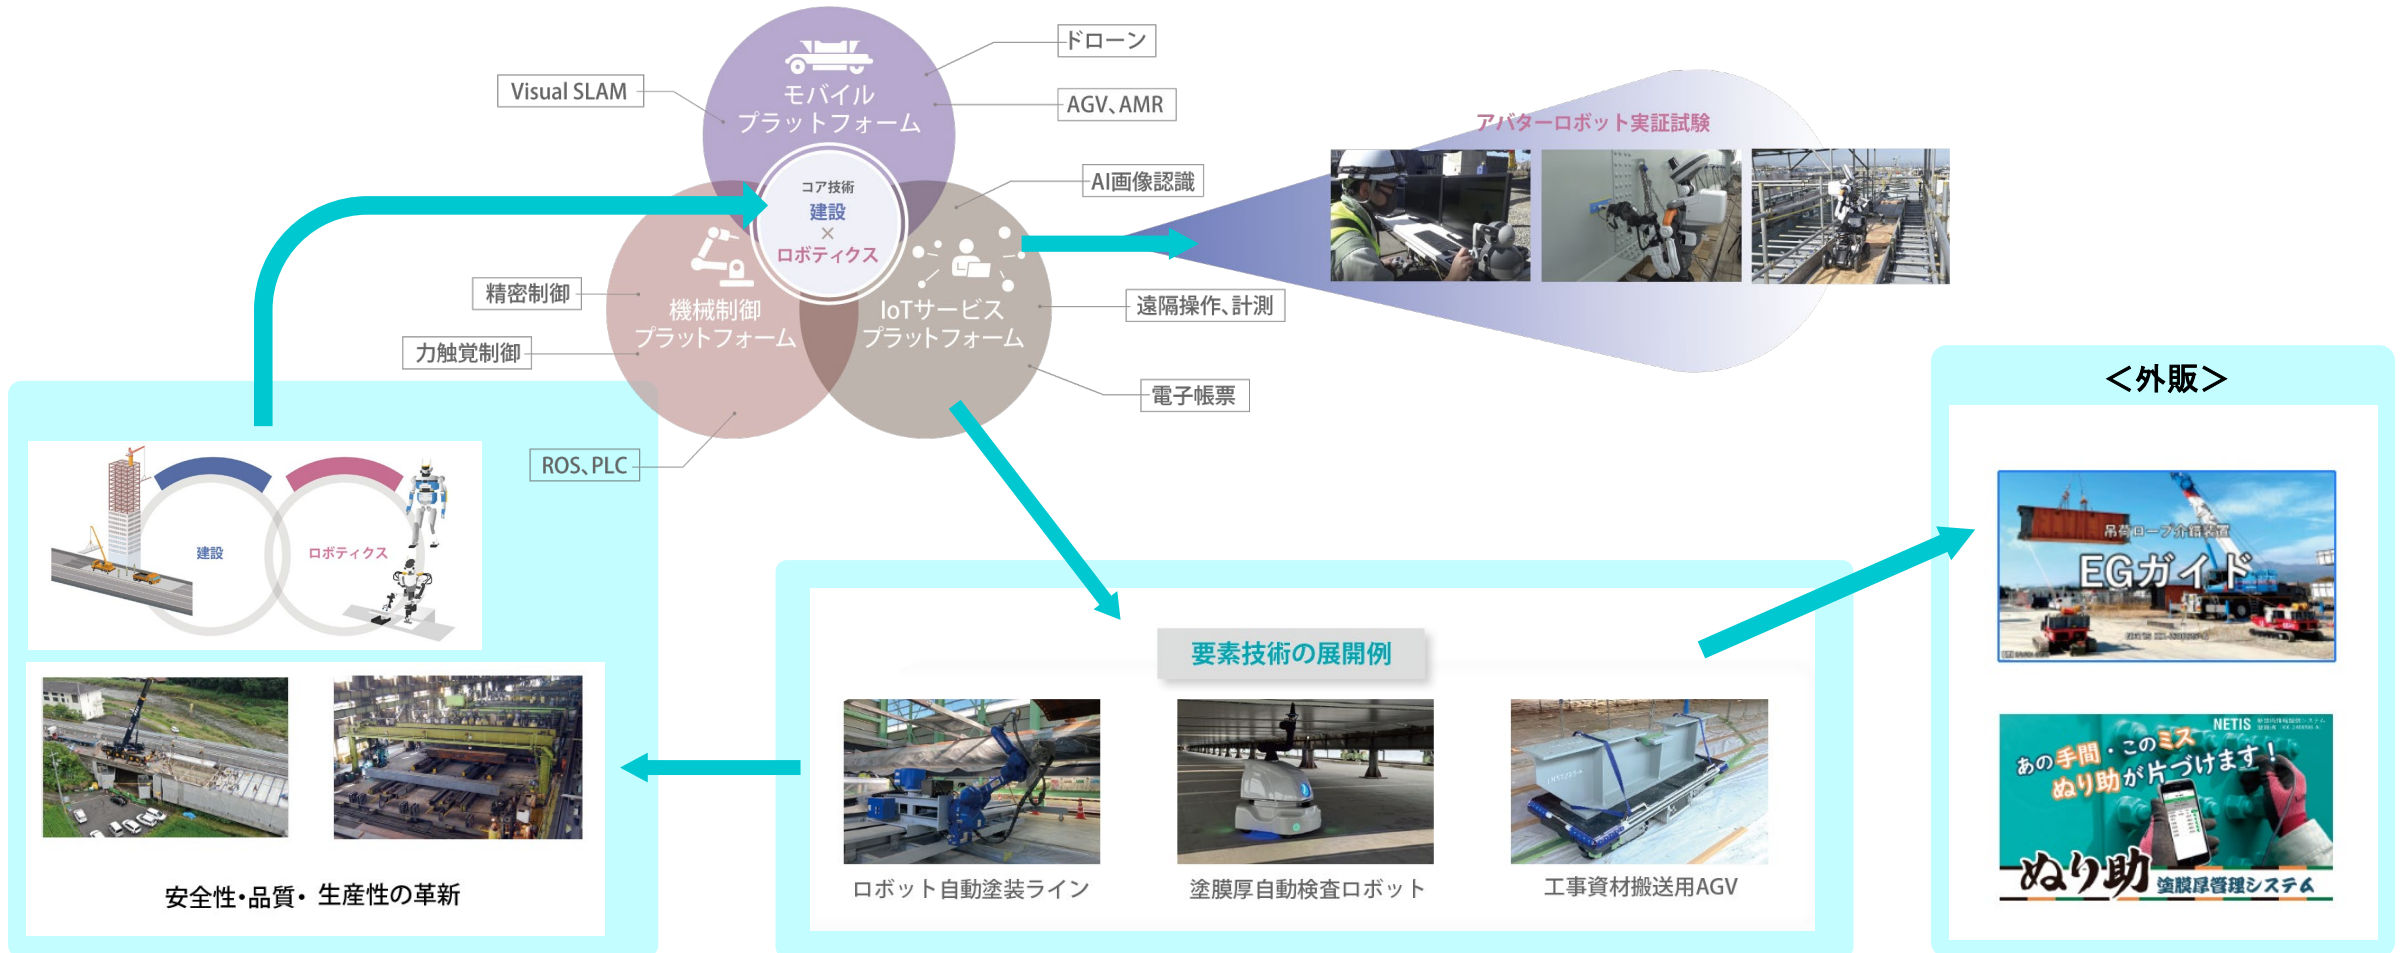 ドローン
Visual SLAM
AGV、AMR
モバイル
プラットフォーム
アバターロボット実証試験
AI画像認識
コア技術
建設
×
ロボティクス
精密制御
機械制御
プラットフォーム
IoTサービス
プラットフォーム
遠隔操作、計測
力触覚制御
電子帳票
ROS、PLC
＜外販＞
建設
ロボティクス
吊荷ロープ介錯装置
EGガイド
要素技術の展開例
NETIS
あの手間・このミス
ぬり助が片づけます！
ぬり助
塗膜厚管理システム
ロボット自動塗装ライン
塗膜厚自動検査ロボット
工事資材搬送用AGV
安全性・品質・生産性の革新